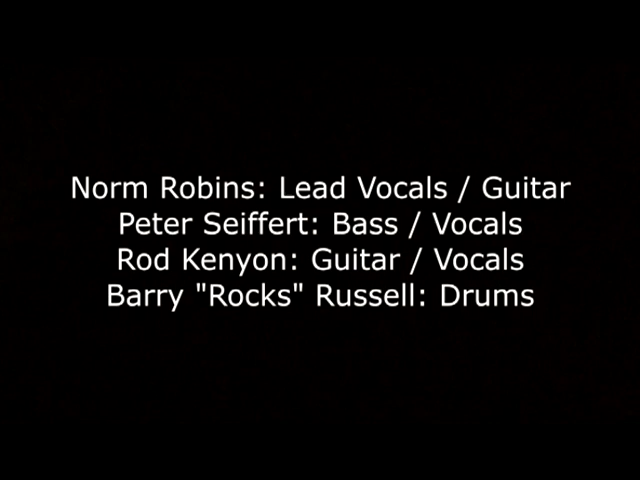 Norm Robins: Lead Vocals / Guitar
Peter Seiffert: Bass / Vocals
Rod Kenyon: Guitar / Vocals
Barry "Rocks" Russell: Drums